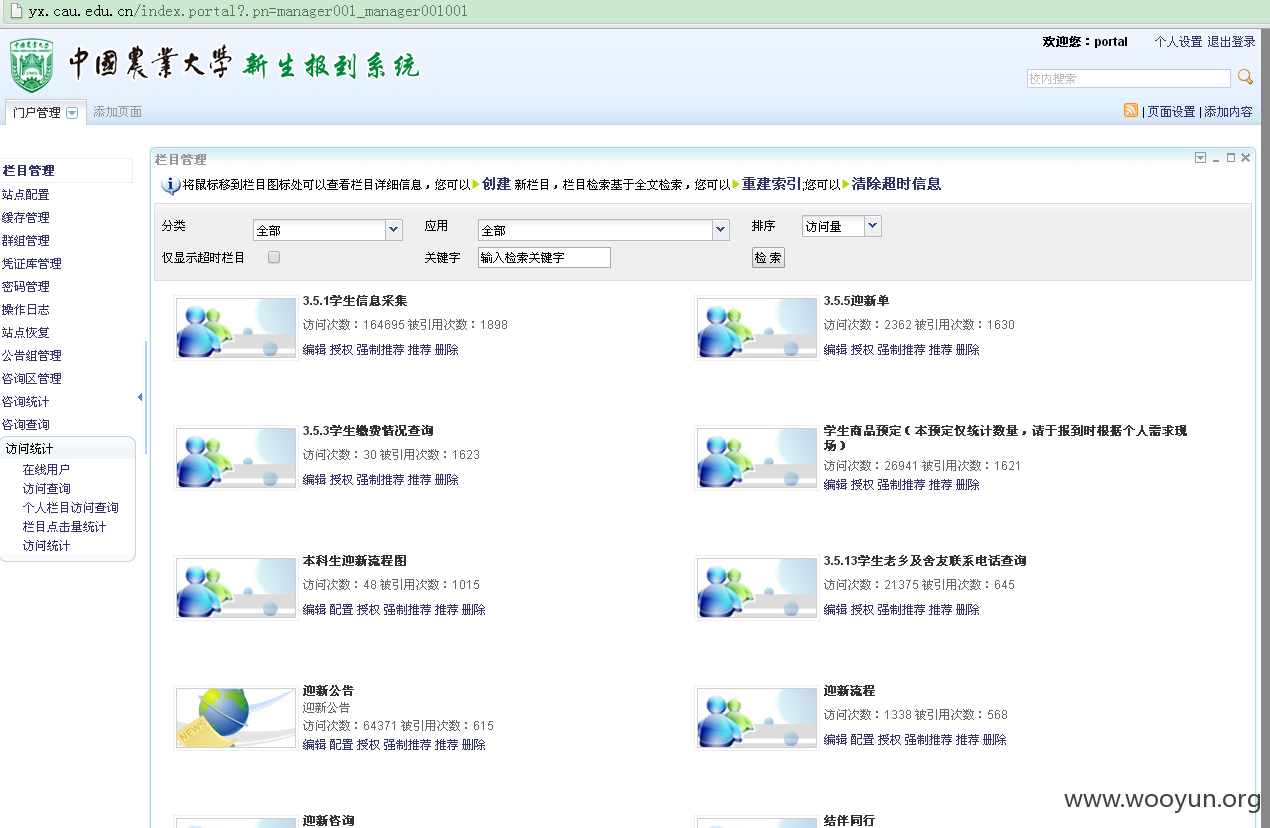 yx.cau.edu.cn/index.portal?.pn=manager001_manager001001
中國農業大學 新生报到系统
欢迎您：portal 个人设置 退出登录
校内搜索
门户管理 添加页面
| 页面设置 | 添加内容
栏目管理
站点配置
缓存管理
群组管理
凭证库管理
密码管理
操作日志
站点恢复
公告组管理
咨询区管理
咨询统计
咨询查询
访问统计
在线用户
访问查询
个人栏目访问查询
栏目点击量统计
访问统计
栏目管理
将鼠标移到栏目图标处可以查看栏目详细信息，您可以 创建 新栏目，栏目检索基于全文检索，您可以 重建索引;您可以 清除超时信息
分类 全部 应用 全部 排序 访问量
仅显示超时栏目 关键字 输入检索关键字 检 索
3.5.1学生信息采集
访问次数：164695 被引用次数：1898
编辑 授权 强制推荐 推荐 删除
3.5.5迎新单
访问次数：2362 被引用次数：1630
编辑 授权 强制推荐 推荐 删除
3.5.3学生缴费情况查询
访问次数：30 被引用次数：1623
编辑 授权 强制推荐 推荐 删除
学生商品预定（本预定仅统计数量，请于报到时根据个人需求现
场）
访问次数：26941 被引用次数：1621
编辑 授权 强制推荐 推荐 删除
本科生迎新流程图
访问次数：48 被引用次数：1015
编辑 配置 授权 强制推荐 推荐 删除
3.5.13学生老乡及舍友联系电话查询
访问次数：21375 被引用次数：645
编辑 授权 强制推荐 推荐 删除
NEWS
迎新公告
迎新公告
访问次数：64371 被引用次数：615
编辑 配置 授权 强制推荐 推荐 删除
迎新流程
访问次数：1338 被引用次数：568
编辑 配置 授权 强制推荐 推荐 删除
迎新咨询
结伴同行
www.wooyun.org